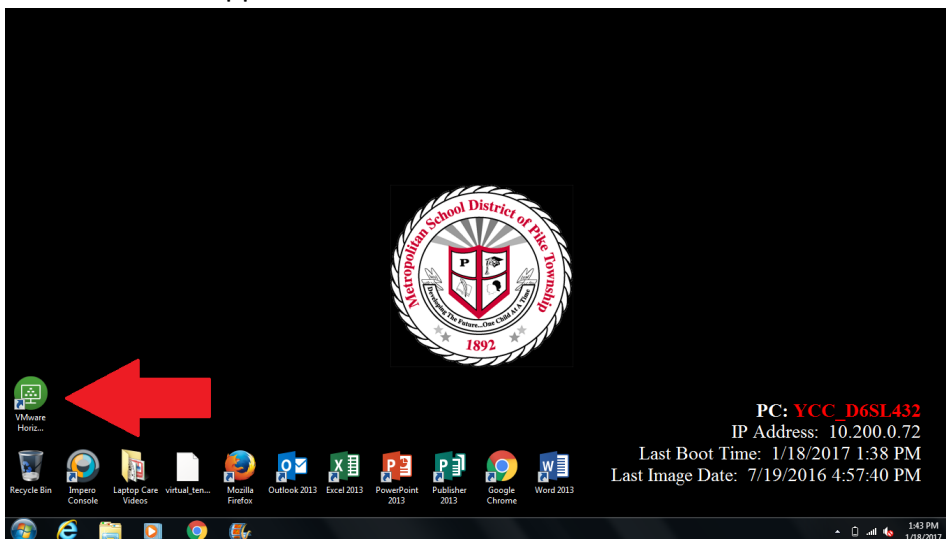 Metropolitan School District of Pike Township
P
Developing The Future...One Child At A Time
1892
VMware
Horiz...
PC: YCC_D6SL432
IP Address: 10.200.0.72
Last Boot Time: 1/18/2017 1:38 PM
Last Image Date: 7/19/2016 4:57:40 PM
Recycle Bin
Impero
Console
Laptop Care
Videos
virtual_ten...
Mozilla
Firefox
Outlook 2013
Excel 2013
PowerPoint
2013
Publisher
2013
Google
Chrome
Word 2013
1:43 PM
1/18/2017